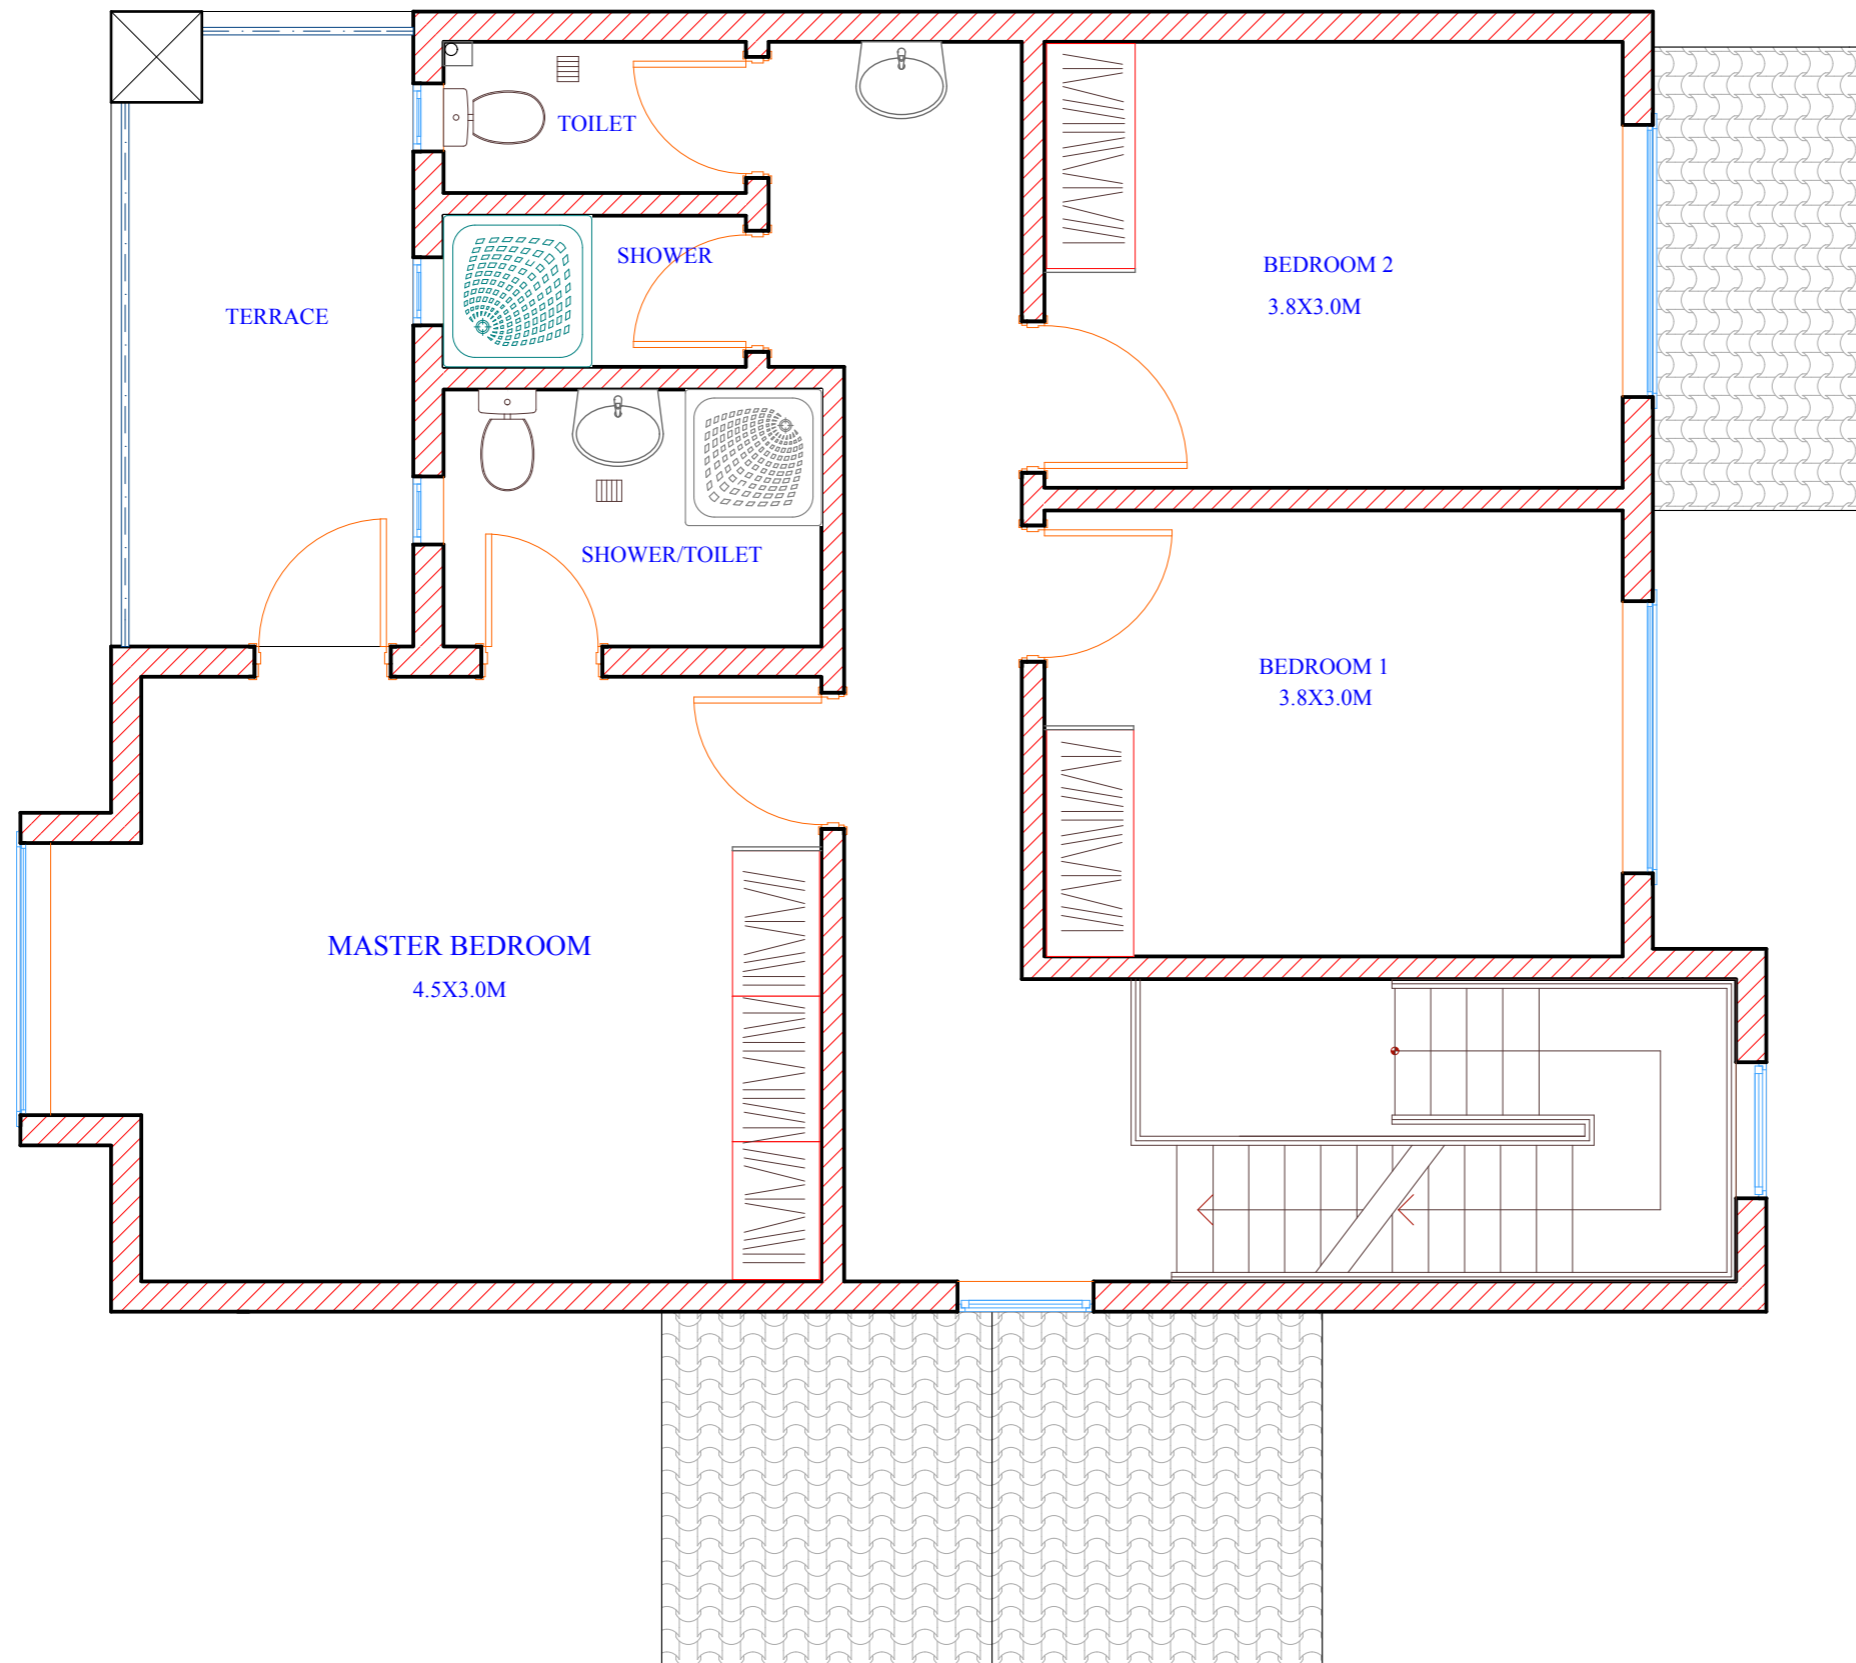 TOILET
SHOWER
BEDROOM 2
3.8X3.0M
TERRACE
SHOWER/TOILET
BEDROOM 1
3.8X3.0M
MASTER BEDROOM
4.5X3.0M